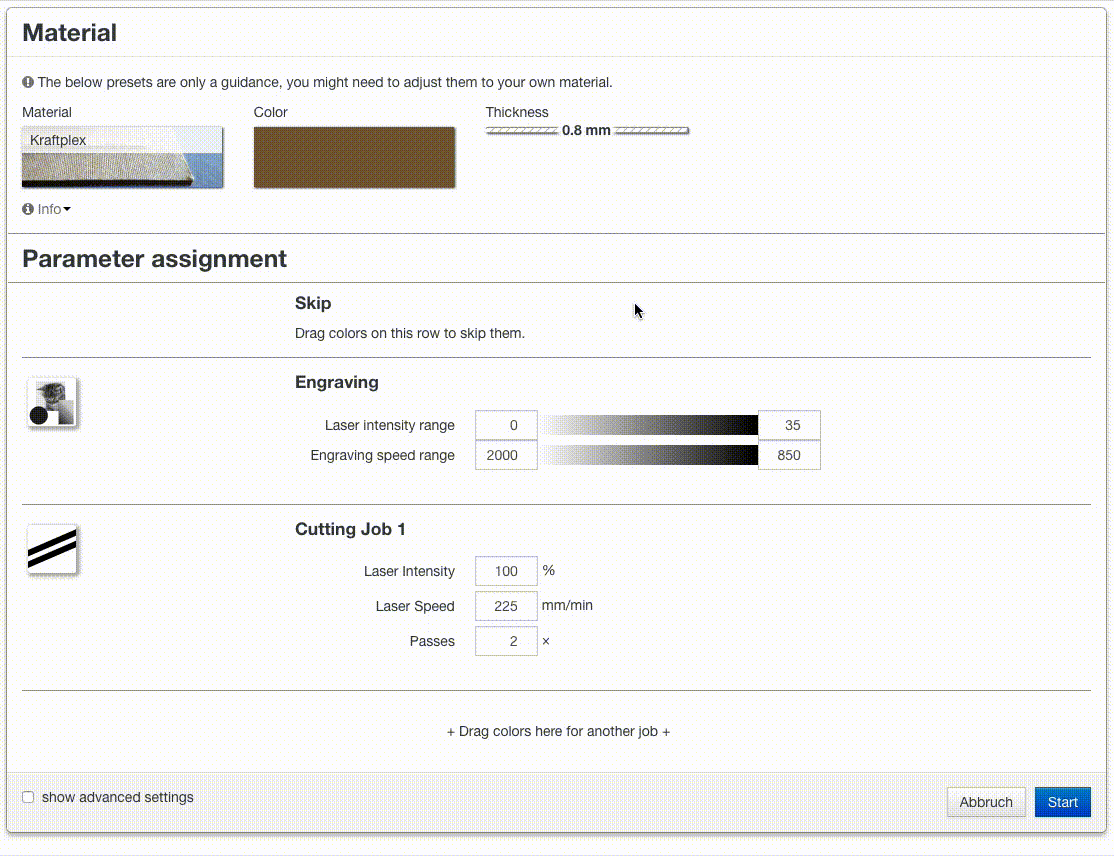 Material
The below presets are only a guidance, you might need to adjust them to your own material.
Material
Color
Thickness
Kraftplex
0.8 mm
Info
Parameter assignment
Skip
Drag colors on this row to skip them.
Engraving
Laser intensity range 0 35
Engraving speed range 2000 850
Cutting Job 1
Laser Intensity 100 %
Laser Speed 225 mm/min
Passes 2 ×
+ Drag colors here for another job +
show advanced settings
Abbruch
Start